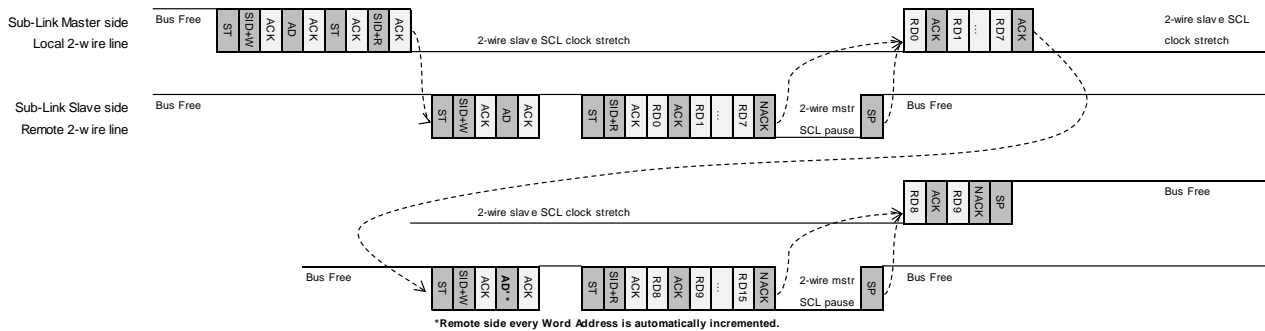 Sub-Link Master side
Local 2-wire line
Bus Free
ST
SID+W
ACK
AD
ACK
ST
ACK
SID+R
ACK
2-wire slave SCL clock stretch
RD0
ACK
RD1
...
RD7
ACK
2-wire slave SCL
clock stretch
Sub-Link Slave side
Remote 2-wire line
Bus Free
ST
SID+W
ACK
AD
ACK
ST
SID+R
ACK
RD0
ACK
RD1
...
RD7
NACK
2-wire mstr
SCL pause
SP
Bus Free
2-wire slave SCL clock stretch
RD8
ACK
RD9
NACK
SP
Bus Free
Bus Free
ST
SID+W
ACK
AD'*
ACK
ST
SID+R
ACK
RD8
ACK
RD9
...
RD15
NACK
2-wire mstr
SCL pause
SP
Bus Free
*Remote side every Word Address is automatically incremented.